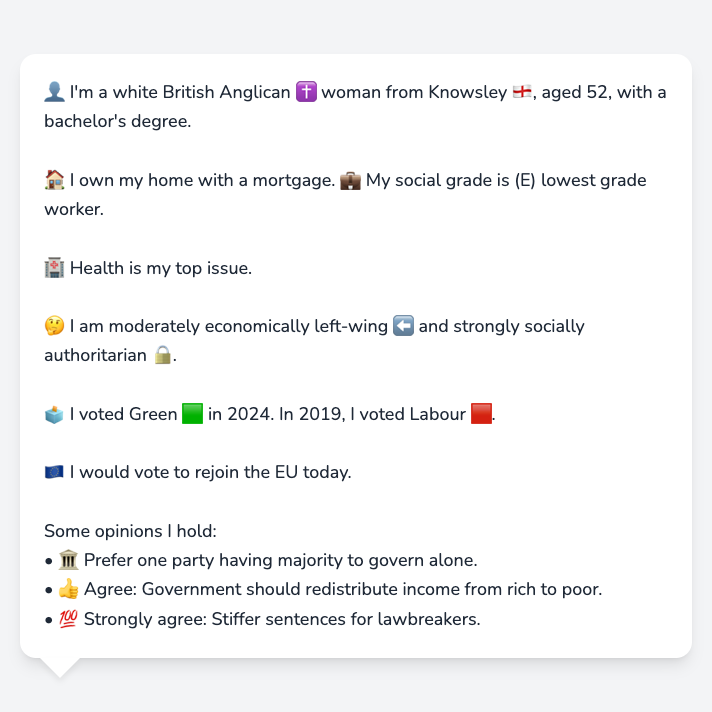 👤 I'm a white British Anglican ✝️ woman from Knowsley 🏴󠁧󠁢󠁥󠁮󠁧󠁿, aged 52, with a
bachelor's degree.
🏠 I own my home with a mortgage. 💼 My social grade is (E) lowest grade
worker.
🏥 Health is my top issue.
🤔 I am moderately economically left-wing ⬅️ and strongly socially
authoritarian 🔒.
🗳️ I voted Green 🟩 in 2024. In 2019, I voted Labour 🟥.
🇪🇺 I would vote to rejoin the EU today.
Some opinions I hold:
• 🏛️ Prefer one party having majority to govern alone.
• 👍 Agree: Government should redistribute income from rich to poor.
• 💯 Strongly agree: Stiffer sentences for lawbreakers.